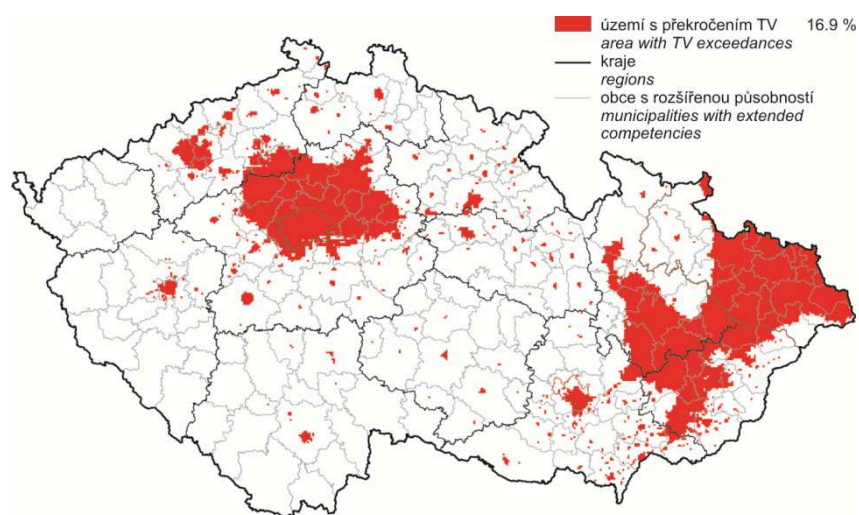 území s překročením TV 16.9 %
area with TV exceedances
kraje
regions
obce s rozšířenou působností
municipalities with extended
competencies